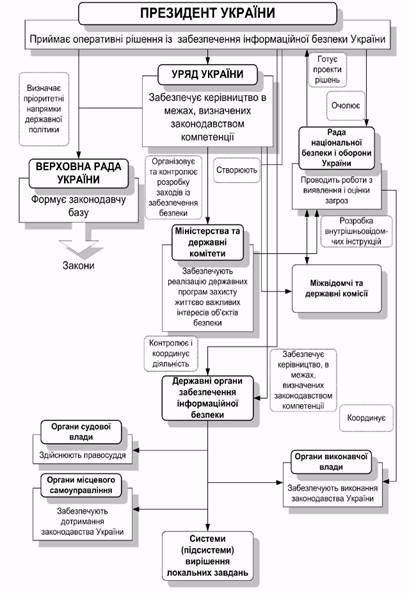 ПРЕЗИДЕНТ УКРАЇНИ
Приймає оперативні рішення із забезпечення інформаційної безпеки України
Визначає
пріоритетні
напрямки
державної
політики
УРЯД УКРАЇНИ
Забезпечує керівництво в
межах, визначених
законодавством
компетенції
Готує
проекти
рішень
Очолює
ВЕРХОВНА РАДА
УКРАЇНИ
Формує законодавчу
базу
Закони
Організовує
та контролює
розробку
заходів із
забезпечення
безпеки
Створюють
Рада
національної
безпеки и оборони
України
Проводить роботи з
виявлення и оцінки
загроз
Міністерства та
державні
комітети
Забезпечують
реалізацію державних
програм захисту
життєво важливих
інтересів об'єктів
безпеки
Розробка
внутрішньовідом-
чих інструкцій
Міжвідомчі та
державні комісії
Контролює і
координує
діяльність
Державні органи
забезпечення
інформаційної
безпеки
Забезпечує
керівництво, в
межах,
визначених
законодавством
компетенції
Координує
Органи судової
влади
Здійснюють правосуддя
Органи місцевого
самоуправління
Забезпечують
дотримання
законодавства України
Органи виконавчої
влади
Забезпечують виконання
законодавства України
Системи
(підсистеми)
вирішення
локальних завдань